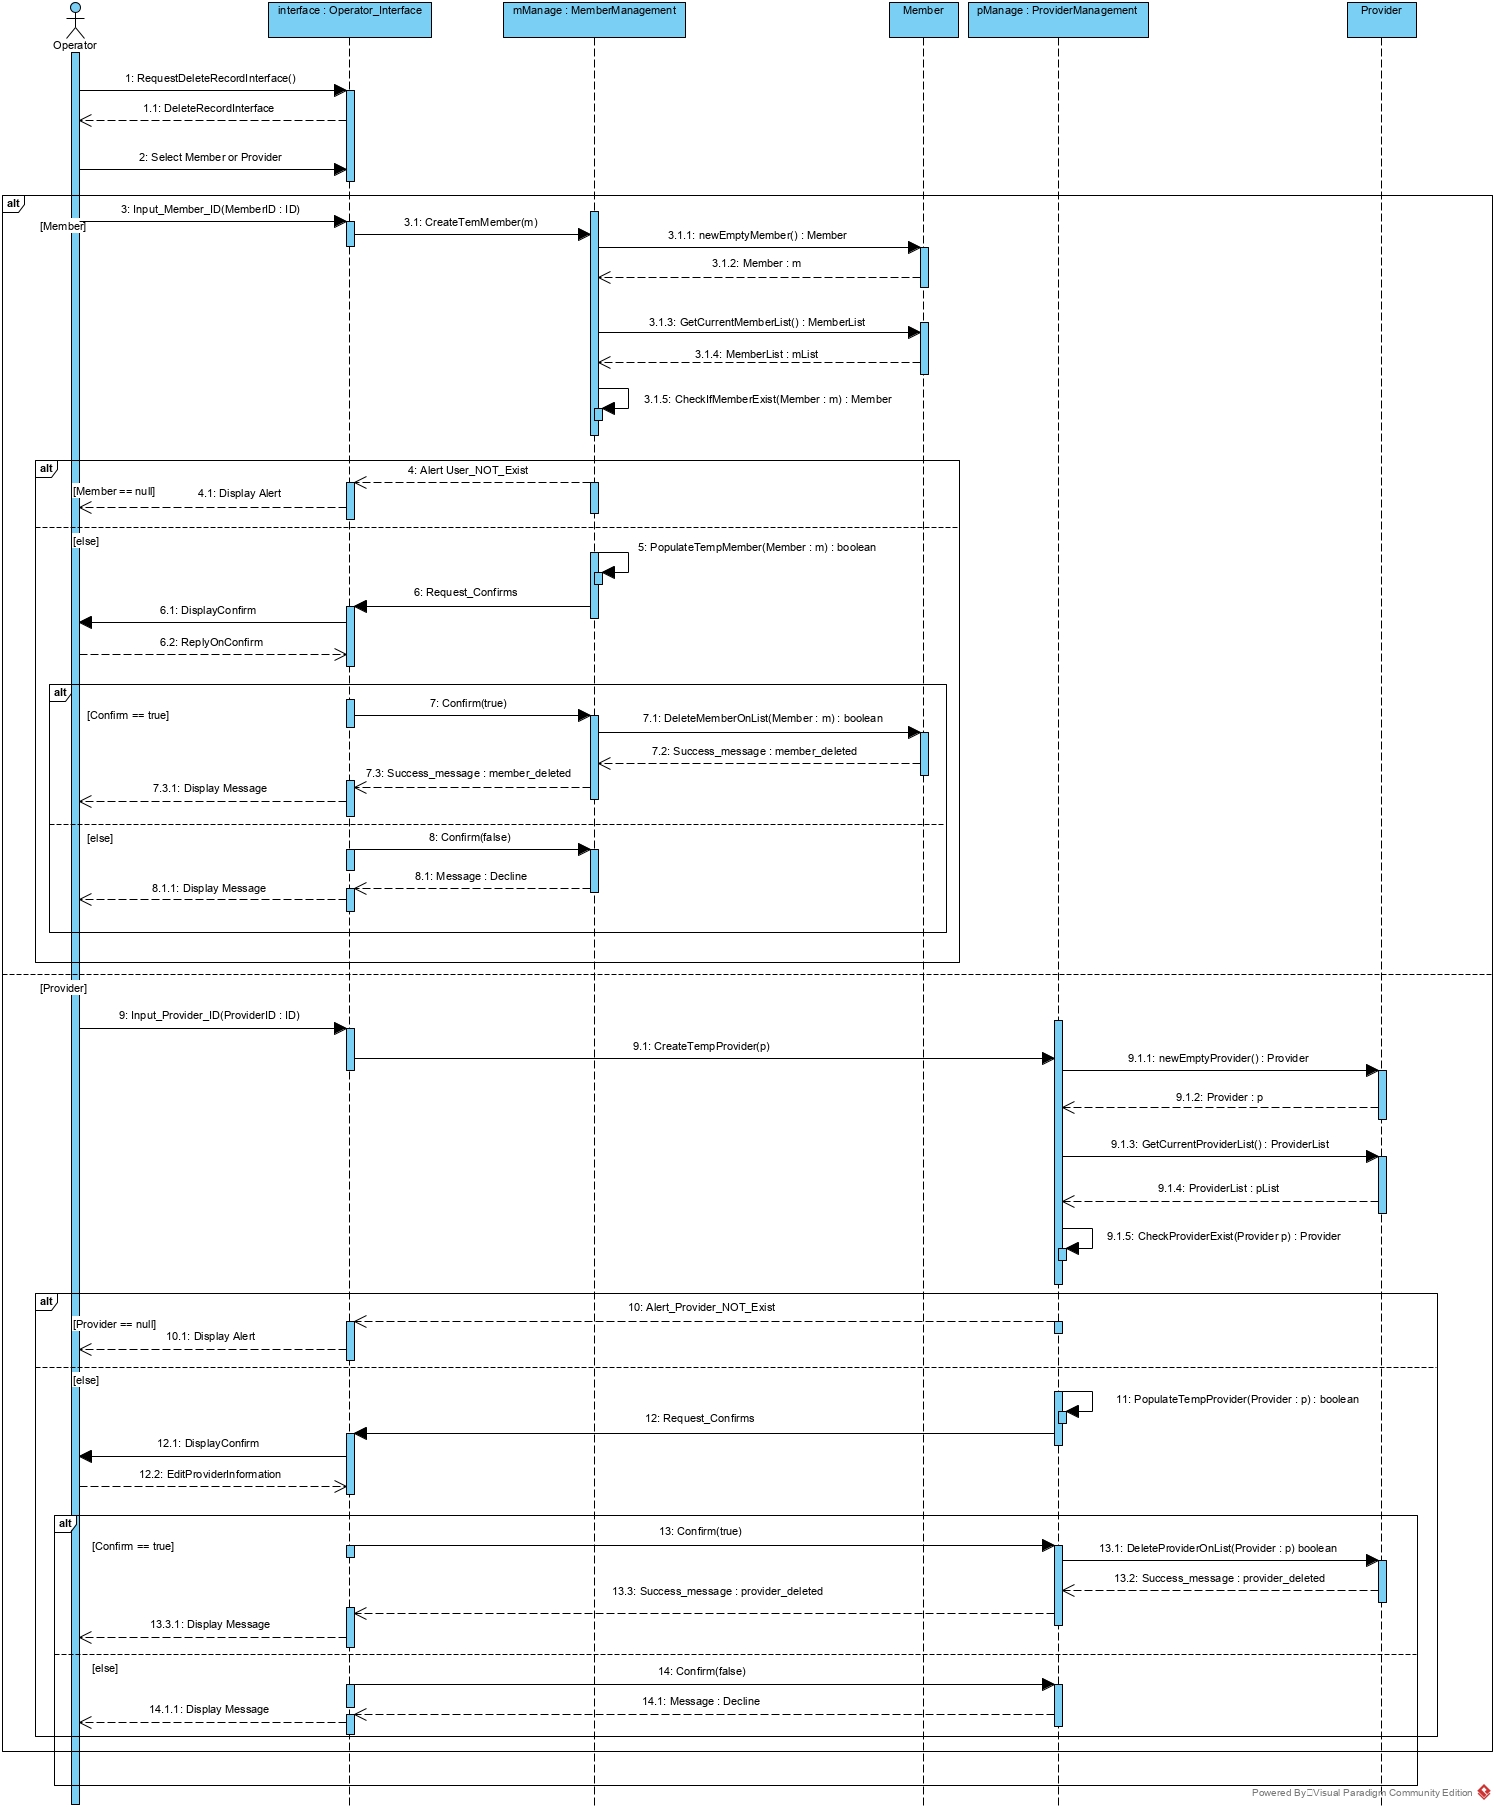 Operator
interface : Operator_Interface
mManage : MemberManagement
Member
pManage : ProviderManagement
Provider
1: RequestDeleteRecordInterface()
1.1: DeleteRecordInterface
2: Select Member or Provider
alt
[Member]
3: Input_Member_ID(MemberID : ID)
3.1: CreateTemMember(m)
3.1.1: newEmptyMember() : Member
3.1.2: Member : m
3.1.3: GetCurrentMemberList() : MemberList
3.1.4: MemberList : mList
3.1.5: CheckIfMemberExist(Member : m) : Member
alt
4: Alert User_NOT_Exist
[Member == null]
4.1: Display Alert
[else]
5: PopulateTempMember(Member : m) : boolean
6: Request_Confirms
6.1: DisplayConfirm
6.2: ReplyOnConfirm
alt
[Confirm == true]
7: Confirm(true)
7.1: DeleteMemberOnList(Member : m) : boolean
7.2: Success_message : member_deleted
7.3: Success_message : member_deleted
7.3.1: Display Message
[else]
8: Confirm(false)
8.1: Message : Decline
8.1.1: Display Message
[Provider]
9: Input_Provider_ID(ProviderID : ID)
9.1: CreateTempProvider(p)
9.1.1: newEmptyProvider() : Provider
9.1.2: Provider : p
9.1.3: GetCurrentProviderList() : ProviderList
9.1.4: ProviderList : pList
9.1.5: CheckProviderExist(Provider p) : Provider
alt
10: Alert_Provider_NOT_Exist
[Provider == null]
10.1: Display Alert
[else]
11: PopulateTempProvider(Provider : p) : boolean
12: Request_Confirms
12.1: DisplayConfirm
12.2: EditProviderInformation
alt
[Confirm == true]
13: Confirm(true)
13.1: DeleteProviderOnList(Provider : p) boolean
13.2: Success_message : provider_deleted
13.3: Success_message : provider_deleted
13.3.1: Display Message
[else]
14: Confirm(false)
14.1: Message : Decline
14.1.1: Display Message
Powered By□Visual Paradigm Community Edition